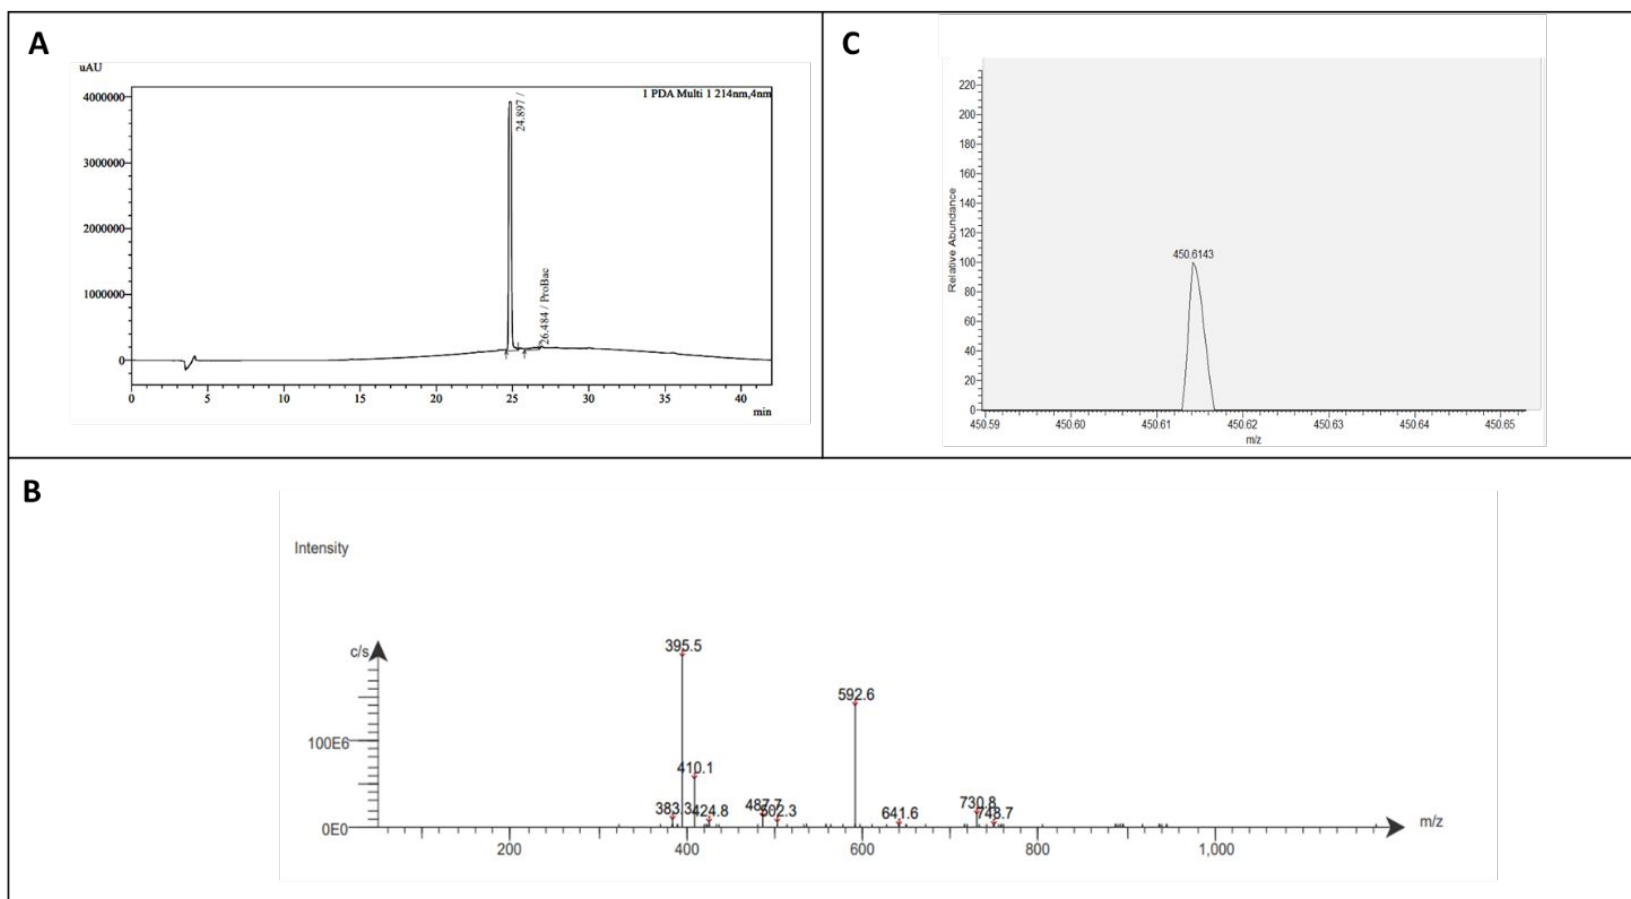 A
uAU
1 PDA Multi 1 214nm,4nm
24.897 /
26.484 / ProBac
4000000
3000000
2000000
1000000
0
0 5 10 15 20 25 30 35 40
min
C
Relative Abundance
220
200
180
160
140
120
100
80
60
40
20
0
450.6143
450.59 450.60 450.61 450.62 450.63 450.64 450.65
m/z
B
Intensity
c/s
100E6
0E0
395.5
592.6
410.1
383.3
424.8
487.7
502.3
641.6
730.8
748.7
m/z
200 400 600 800 1,000